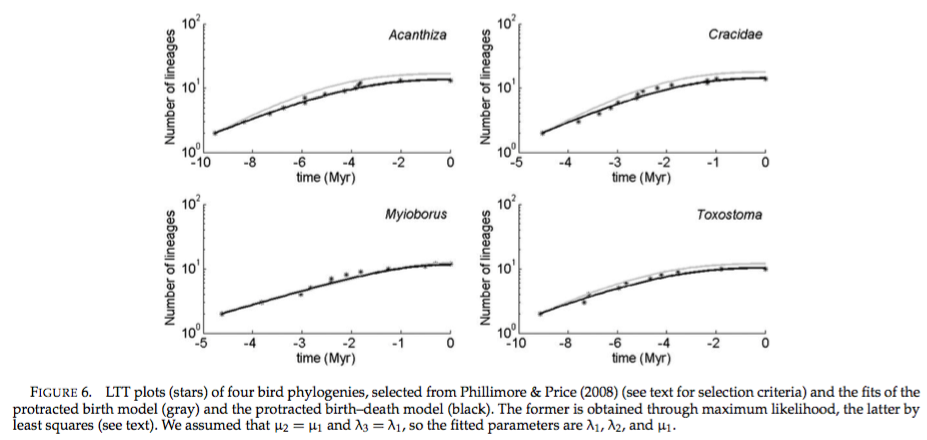 10²
10¹
10⁰
Number of lineages
Acanthiza
-10 -8 -6 -4 -2 0
time (Myr)
10²
10¹
10⁰
Number of lineages
Cracidae
-5 -4 -3 -2 -1 0
time (Myr)
10²
10¹
10⁰
Number of lineages
Myioborus
-5 -4 -3 -2 -1 0
time (Myr)
10²
10¹
10⁰
Number of lineages
Toxostoma
-10 -8 -6 -4 -2 0
time (Myr)
FIGURE 6. LTT plots (stars) of four bird phylogenies, selected from Phillimore & Price (2008) (see text for selection criteria) and the fits of the
protracted birth model (gray) and the protracted birth–death model (black). The former is obtained through maximum likelihood, the latter by
least squares (see text). We assumed that μ₂ = μ₁ and λ₃ = λ₁, so the fitted parameters are λ₁, λ₂, and μ₁.